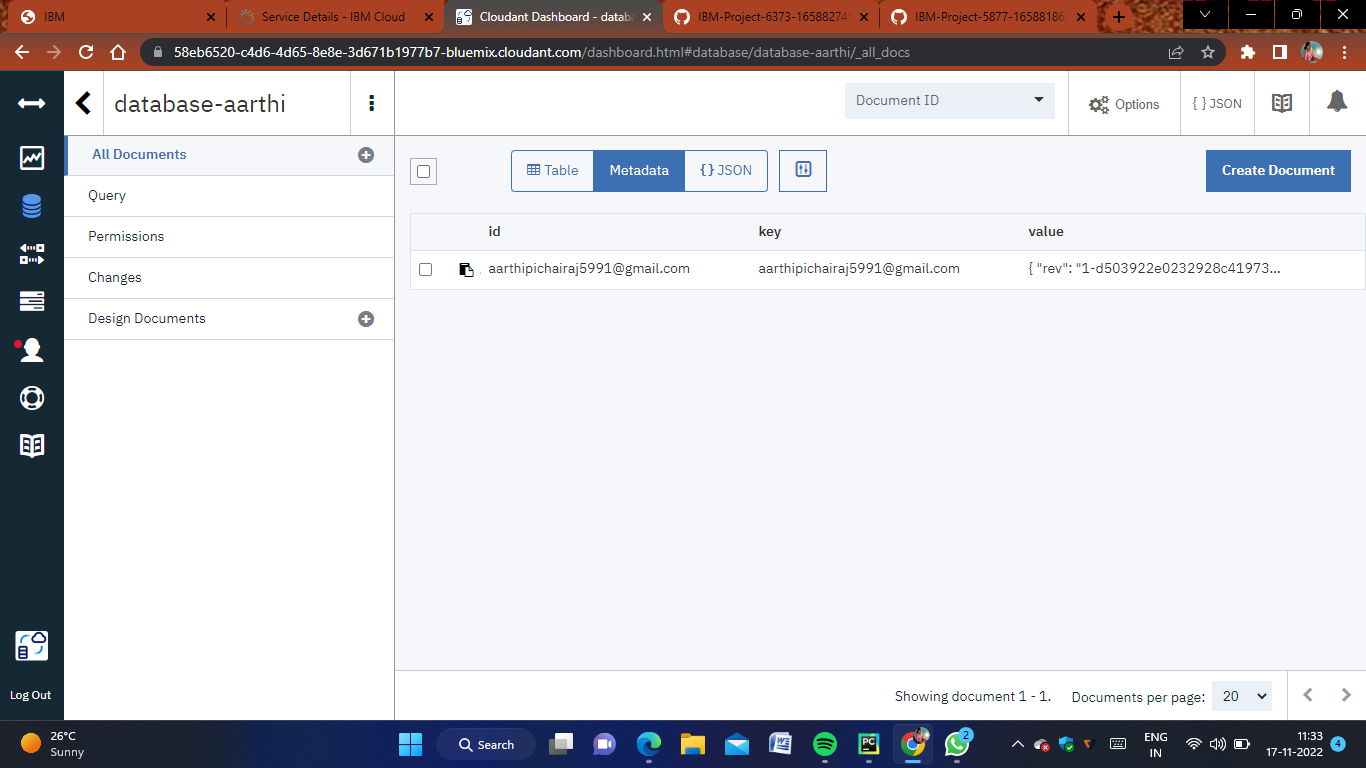 IBM
Service Details - IBM Cloud
Cloudant Dashboard - datab
IBM-Project-6373-16588274
IBM-Project-5877-16588186
58eb6520-c4d6-4d65-8e8e-3d671b1977b7-bluemix.cloudant.com/dashboard.html#database/database-aarthi/_all_docs
database-aarthi
Document ID
Options
{ } JSON
All Documents
Query
Permissions
Changes
Design Documents
Table
Metadata
{ } JSON
Create Document
id key value
aarthipichairaj5991@gmail.com aarthipichairaj5991@gmail.com { "rev": "1-d503922e0232928c41973...
Log Out
Showing document 1 - 1. Documents per page: 20
26°C
Sunny
Search
W
PC
2
ENG
IN
11:33
17-11-2022
4